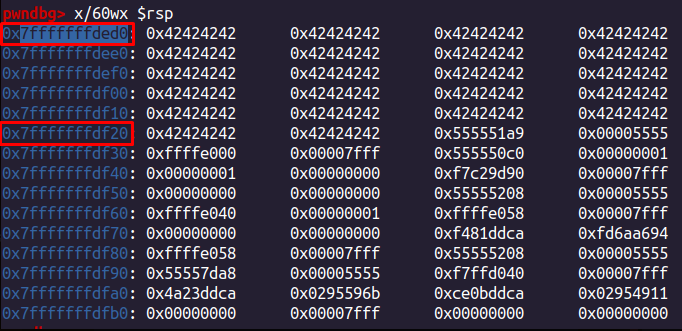 pwndbg> x/60wx $rsp
0x7fffffffded0: 0x42424242 0x42424242 0x42424242 0x42424242
0x7fffffffdee0: 0x42424242 0x42424242 0x42424242 0x42424242
0x7fffffffdef0: 0x42424242 0x42424242 0x42424242 0x42424242
0x7fffffffdf00: 0x42424242 0x42424242 0x42424242 0x42424242
0x7fffffffdf10: 0x42424242 0x42424242 0x42424242 0x42424242
0x7fffffffdf20: 0x42424242 0x42424242 0x555551a9 0x00005555
0x7fffffffdf30: 0xffffe000 0x00007fff 0x555550c0 0x00000001
0x7fffffffdf40: 0x00000001 0x00000000 0xf7c29d90 0x00007fff
0x7fffffffdf50: 0x00000000 0x00000000 0x55555208 0x00005555
0x7fffffffdf60: 0xffffe040 0x00000001 0xffffe058 0x00007fff
0x7fffffffdf70: 0x00000000 0x00000000 0xf481ddca 0xfd6aa694
0x7fffffffdf80: 0xffffe058 0x00007fff 0x55555208 0x00005555
0x7fffffffdf90: 0x55557da8 0x00005555 0xf7ffd040 0x00007fff
0x7fffffffdfa0: 0x4a23ddca 0x0295596b 0xce0bddca 0x02954911
0x7fffffffdfb0: 0x00000000 0x00007fff 0x00000000 0x00000000